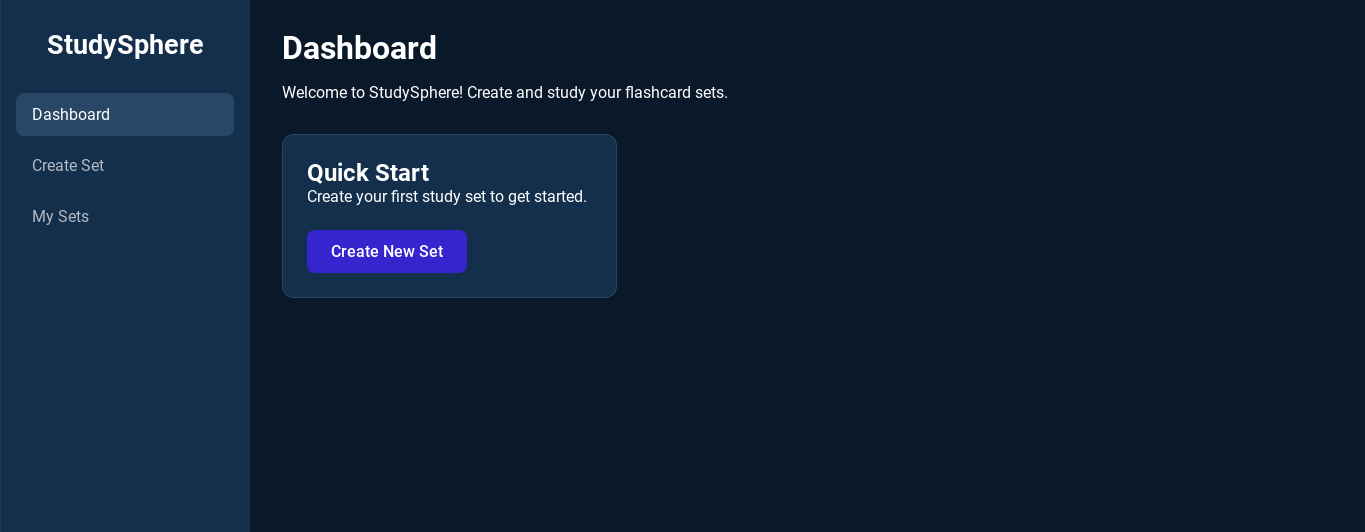 StudySphere
Dashboard
Create Set
My Sets
Dashboard
Welcome to StudySphere! Create and study your flashcard sets.
Quick Start
Create your first study set to get started.
Create New Set